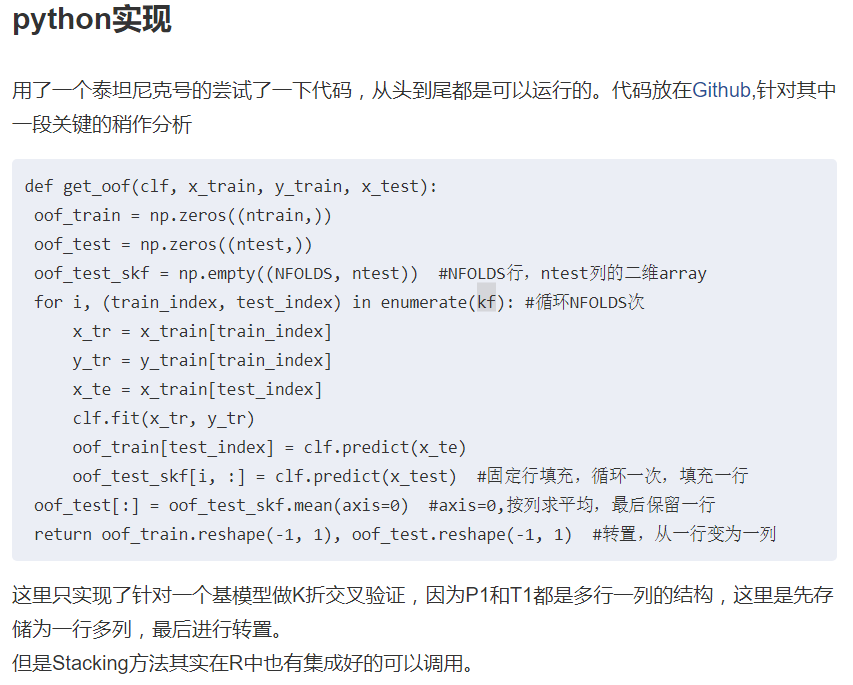 python实现
用了一个泰坦尼克号的尝试了一下代码，从头到尾都是可以运行的。代码放在Github,针对其中
一段关键的稍作分析
def get_oof(clf, x_train, y_train, x_test):
 oof_train = np.zeros((ntrain,))
 oof_test = np.zeros((ntest,))
 oof_test_skf = np.empty((NFOLDS, ntest))  #NFOLDS行，ntest列的二维array
 for i, (train_index, test_index) in enumerate(kf): #循环NFOLDS次
     x_tr = x_train[train_index]
     y_tr = y_train[train_index]
     x_te = x_train[test_index]
     clf.fit(x_tr, y_tr)
     oof_train[test_index] = clf.predict(x_te)
     oof_test_skf[i, :] = clf.predict(x_test)  #固定行填充，循环一次，填充一行
 oof_test[:] = oof_test_skf.mean(axis=0)  #axis=0,按列求平均，最后保留一行
 return oof_train.reshape(-1, 1), oof_test.reshape(-1, 1)  #转置，从一行变为一列
这里只实现了针对一个基模型做K折交叉验证，因为P1和T1都是多行一列的结构，这里是先存
储为一行多列，最后进行转置。
但是Stacking方法其实在R中也有集成好的可以调用。